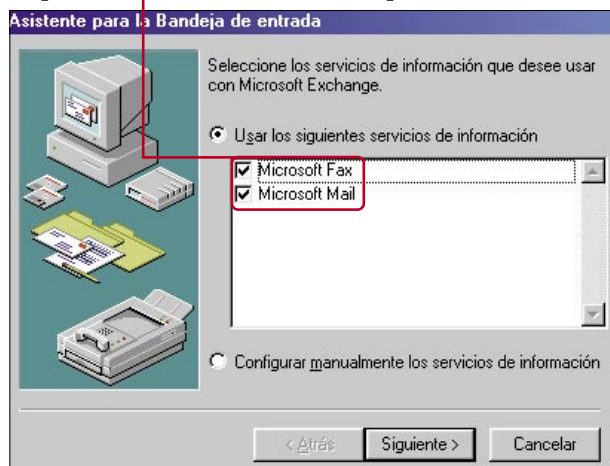 Asistente para la Bandeja de entrada
Seleccione los servicios de información que desee usar
con Microsoft Exchange.
Usar los siguientes servicios de información
Microsoft Fax
Microsoft Mail
Configurar manualmente los servicios de información
< Atrás
Siguiente >
Cancelar